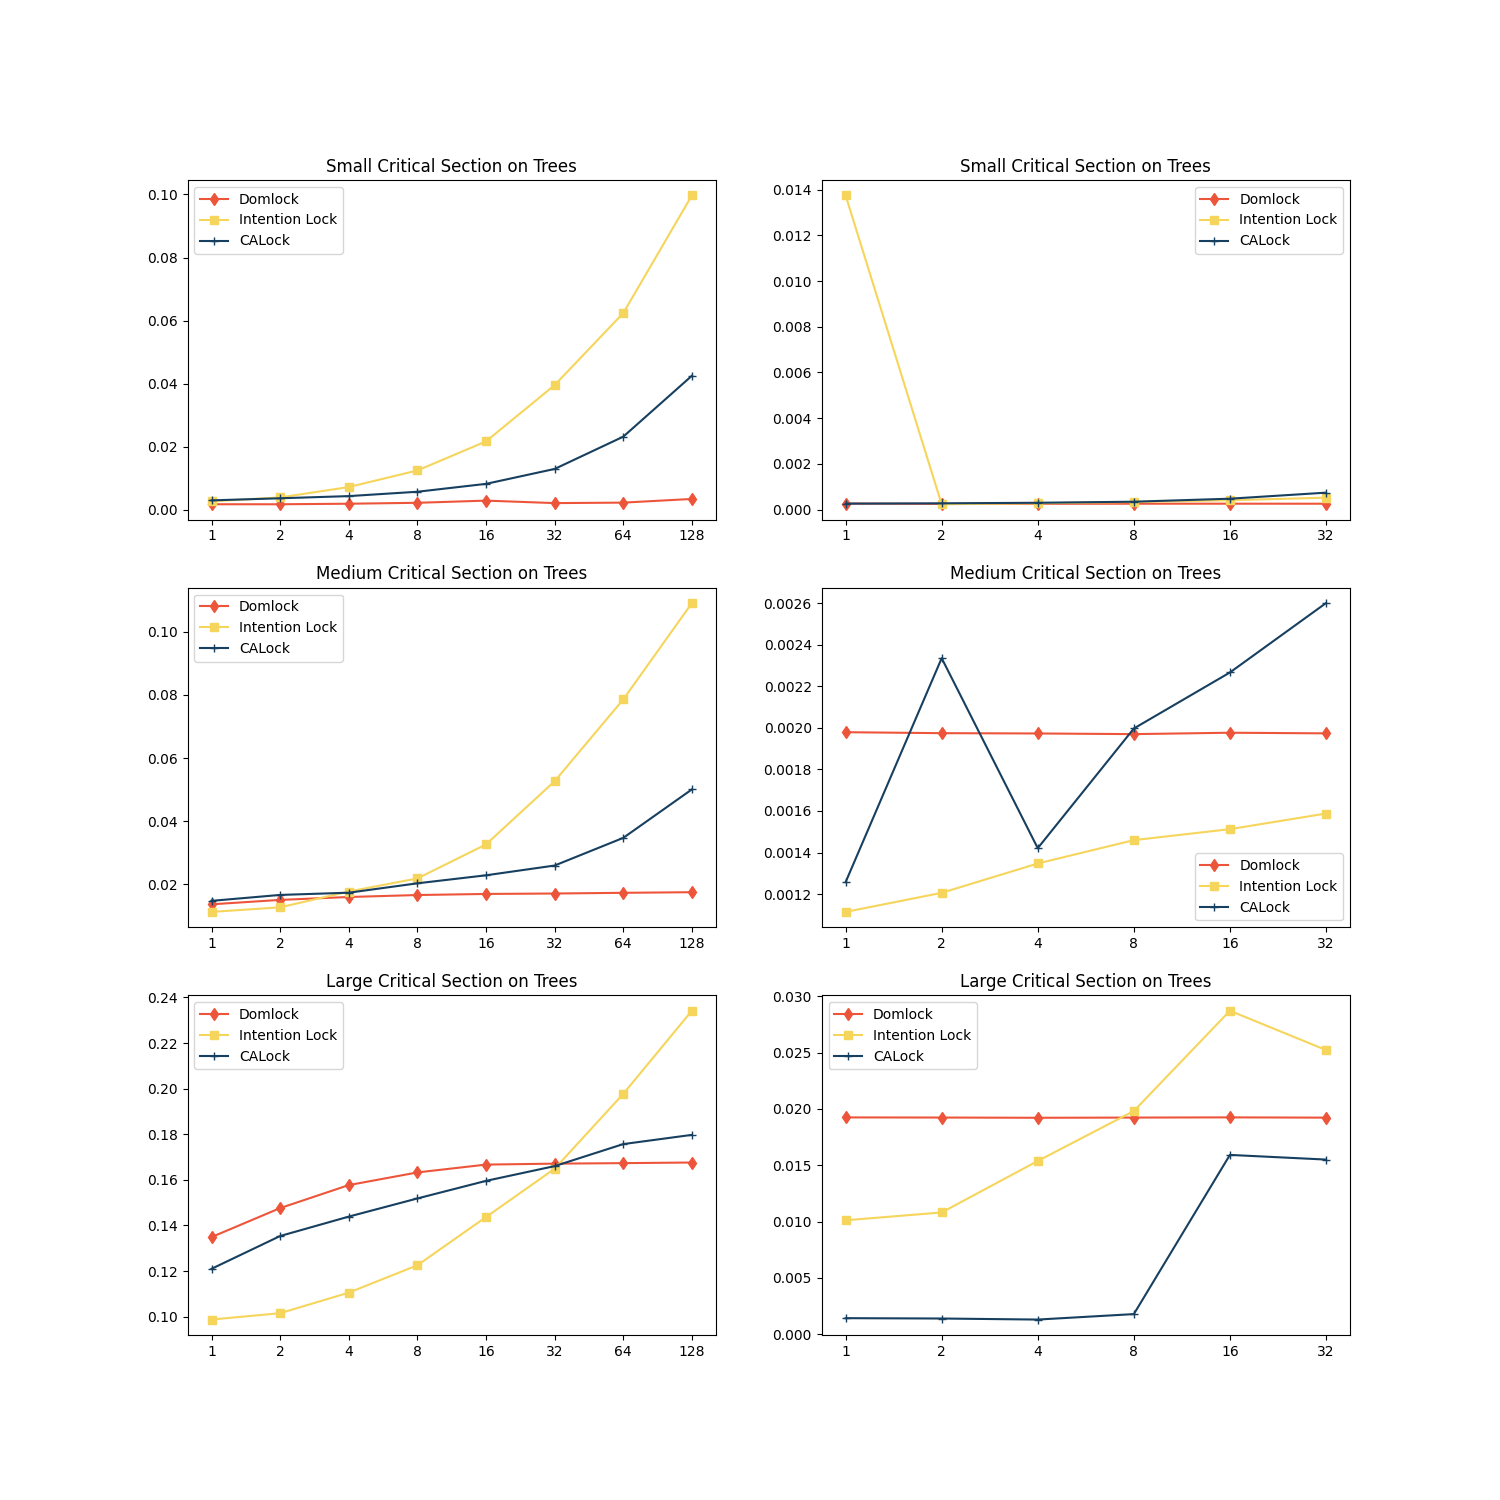 Small Critical Section on Trees
0.10
0.08
0.06
0.04
0.02
0.00
Domlock
Intention Lock
CALock
1 2 4 8 16 32 64 128
Small Critical Section on Trees
0.014
0.012
0.010
0.008
0.006
0.004
0.002
0.000
Domlock
Intention Lock
CALock
1 2 4 8 16 32
Medium Critical Section on Trees
0.10
0.08
0.06
0.04
0.02
Domlock
Intention Lock
CALock
1 2 4 8 16 32 64 128
Medium Critical Section on Trees
0.0026
0.0024
0.0022
0.0020
0.0018
0.0016
0.0014
0.0012
Domlock
Intention Lock
CALock
1 2 4 8 16 32
Large Critical Section on Trees
0.24
0.22
0.20
0.18
0.16
0.14
0.12
0.10
Domlock
Intention Lock
CALock
1 2 4 8 16 32 64 128
Large Critical Section on Trees
0.030
0.025
0.020
0.015
0.010
0.005
0.000
Domlock
Intention Lock
CALock
1 2 4 8 16 32